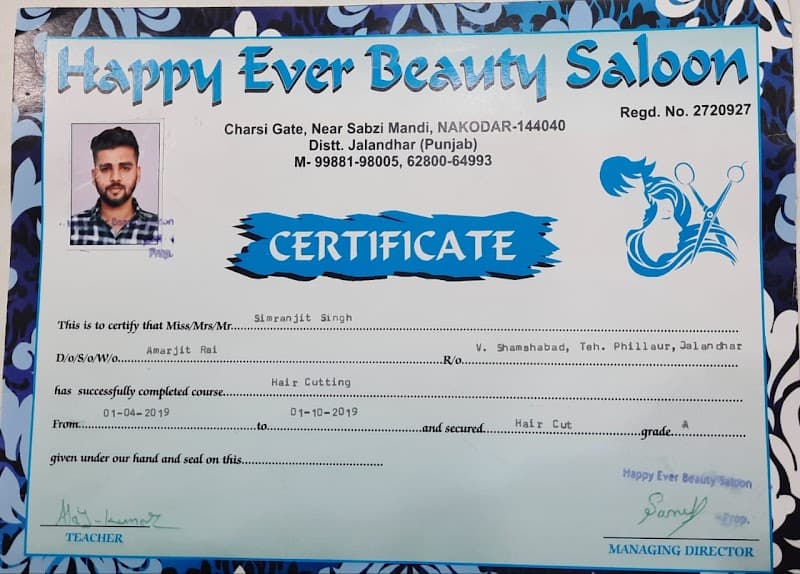 Happy Ever Beauty Saloon
Regd. No. 2720927
Charsi Gate, Near Sabzi Mandi, NAKODAR-144040
Distt. Jalandhar (Punjab)
M- 99881-98005, 62800-64993
Prop.
CERTIFICATE
This is to certify that Miss/Mrs/Mr. Simranjit Singh
D/o/S/o/W/o. Amarjit Rai R/o V. Shamshabad, Teh. Phillaur, Jalandhar
has successfully completed course Hair Cutting
From 01-04-2019 to 01-10-2019 and secured Hair Cut grade A
given under our hand and seal on this
Happy Ever Beauty Saloon
Prop.
TEACHER
MANAGING DIRECTOR